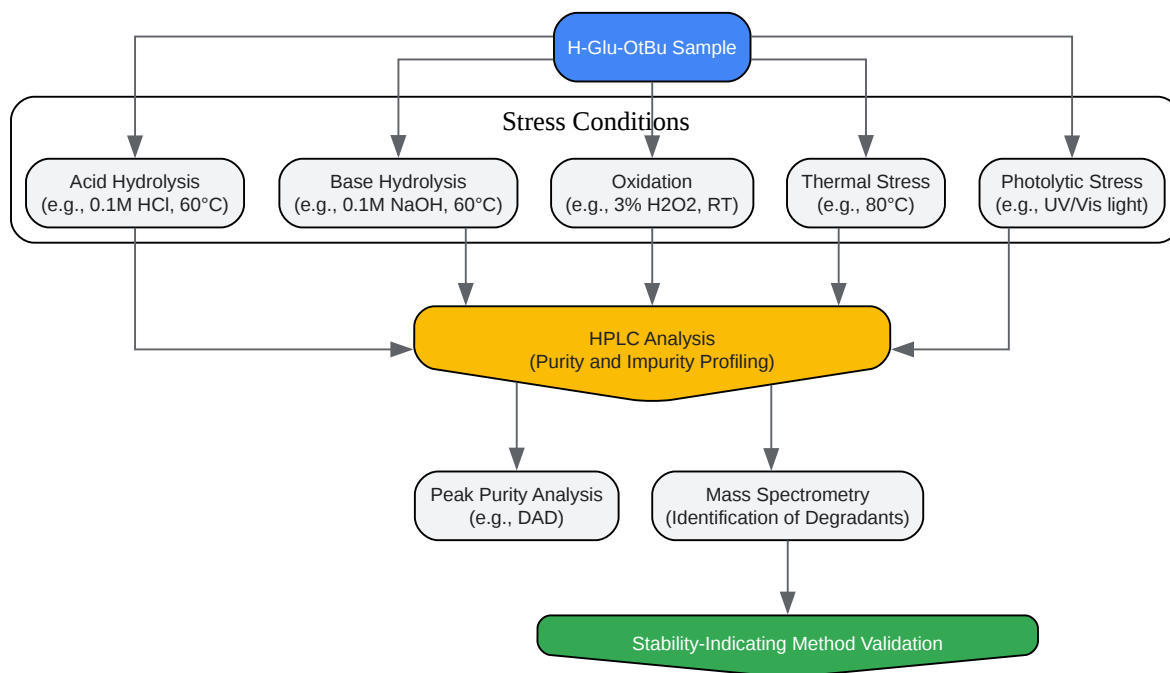 H-Glu-OtBu Sample
Stress Conditions
Acid Hydrolysis
(e.g., 0.1M HCl, 60°C)
Base Hydrolysis
(e.g., 0.1M NaOH, 60°C)
Oxidation
(e.g., 3% H2O2, RT)
Thermal Stress
(e.g., 80°C)
Photolytic Stress
(e.g., UV/Vis light)
HPLC Analysis
(Purity and Impurity Profiling)
Peak Purity Analysis
(e.g., DAD)
Mass Spectrometry
(Identification of Degradants)
Stability-Indicating Method Validation